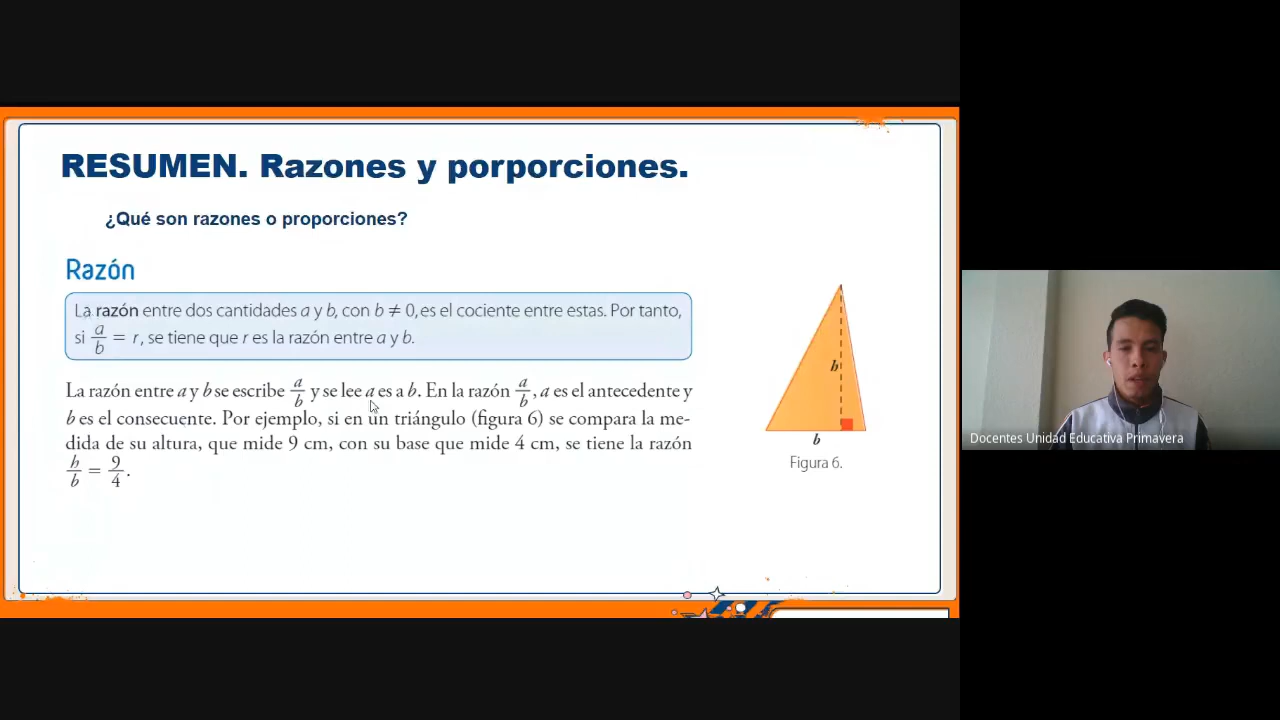 RESUMEN. Razones y porporciones.
¿Qué son razones o proporciones?
Razón
La razón entre dos cantidades a y b, con b ≠ 0, es el cociente entre estas. Por tanto,
si a/b = r, se tiene que r es la razón entre a y b.
La razón entre a y b se escribe a/b y se lee a es a b. En la razón a/b, a es el antecedente y
b es el consecuente. Por ejemplo, si en un triángulo (figura 6) se compara la me-
dida de su altura, que mide 9 cm, con su base que mide 4 cm, se tiene la razón
h/b = 9/4.
h
b
Figura 6.
Docentes Unidad Educativa Primavera